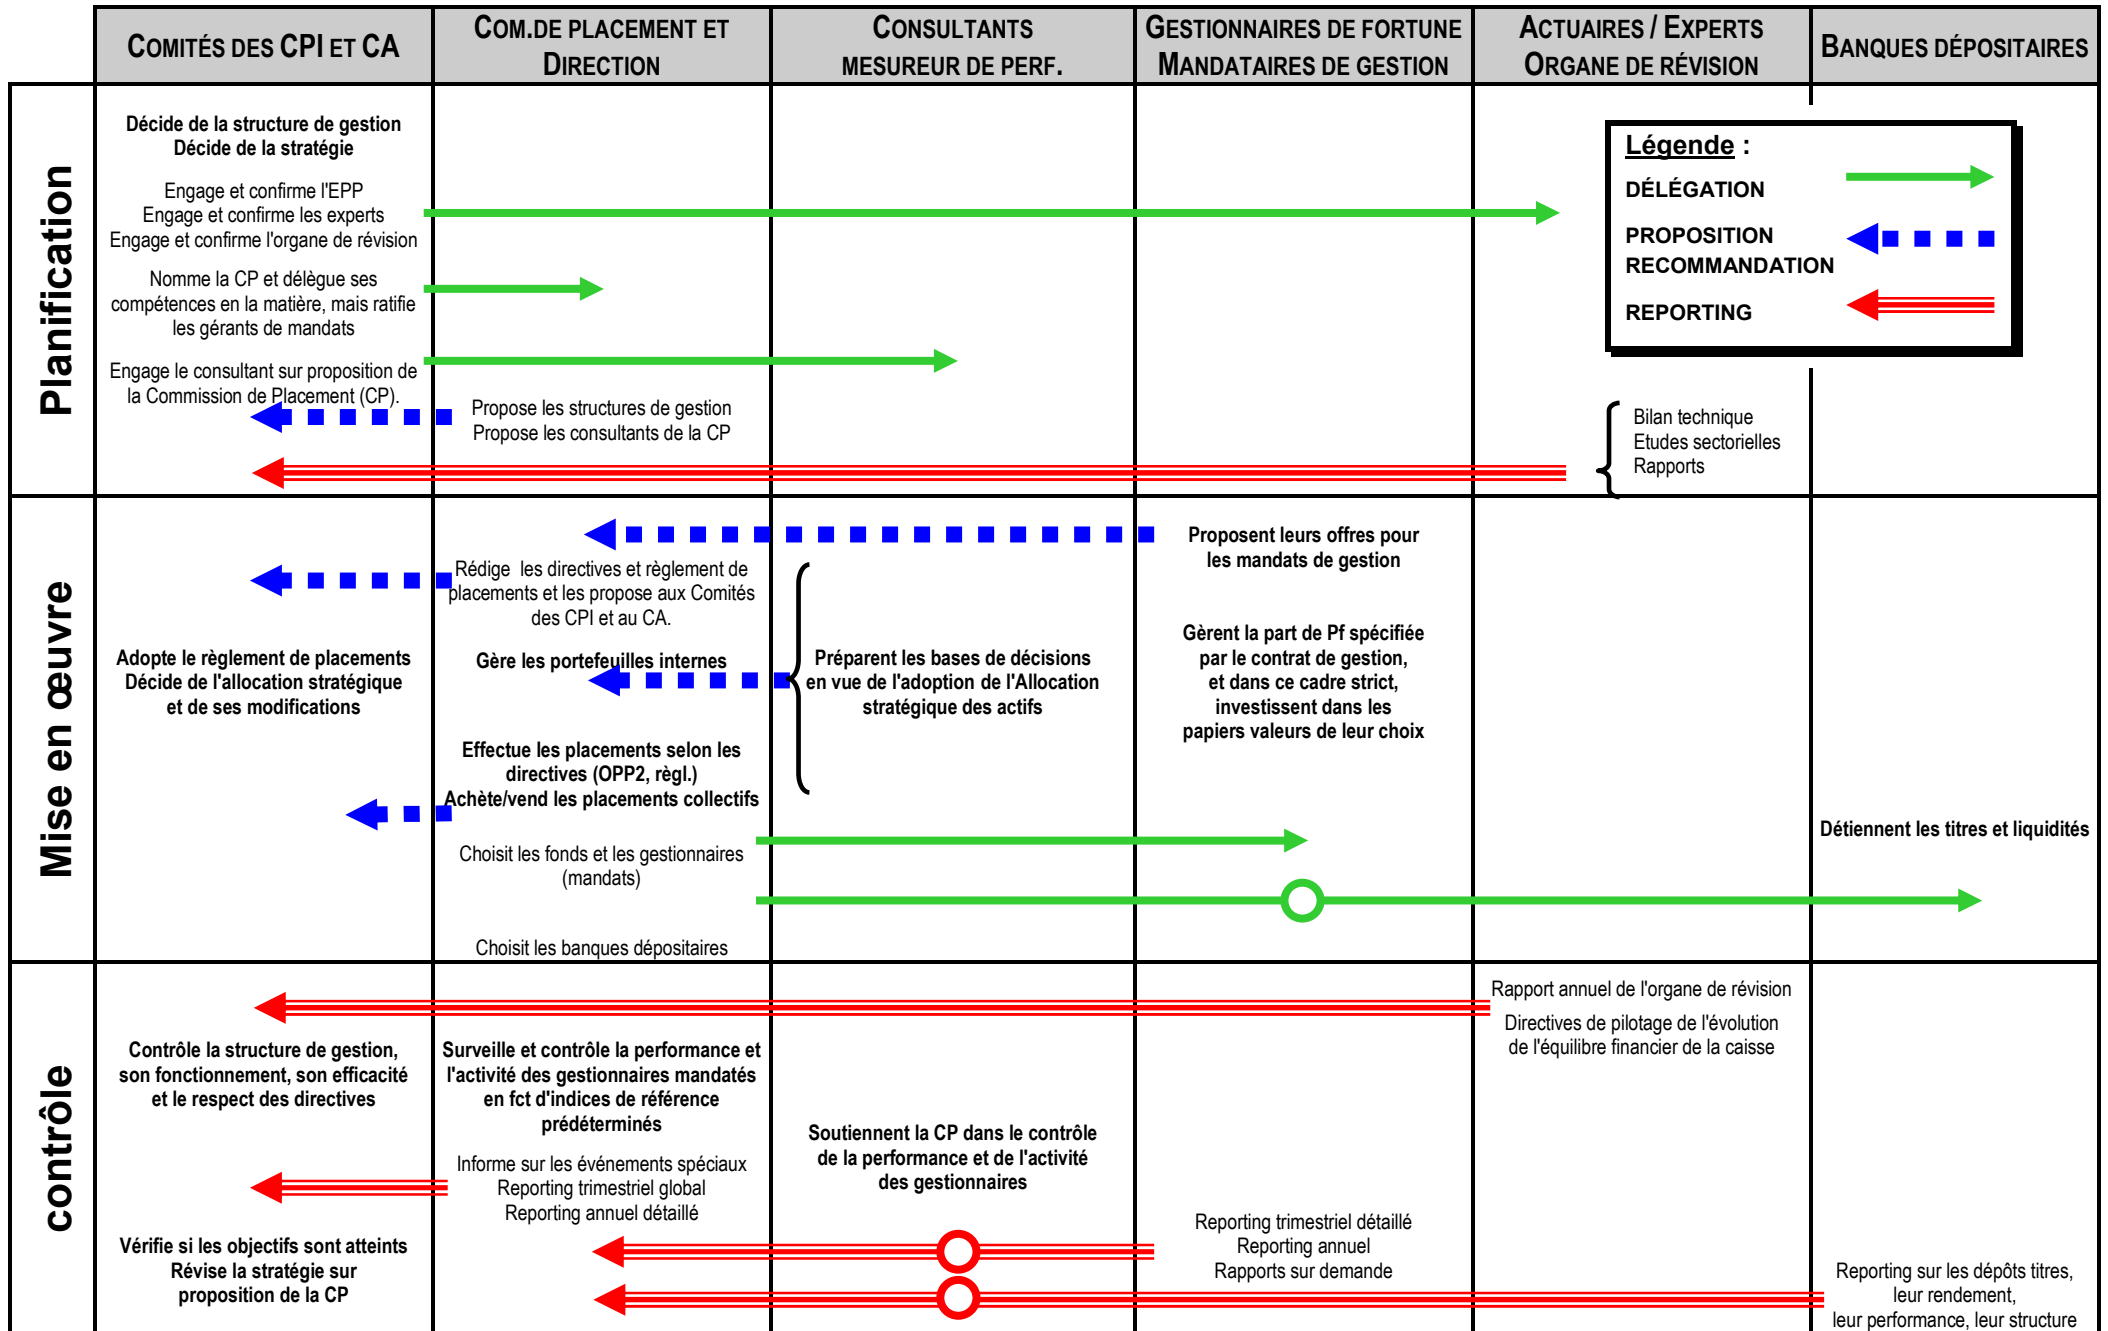 COMITÉS DES CPI ET CA
COM.DE PLACEMENT ET
DIRECTION
CONSULTANTS
MESUREUR DE PERF.
GESTIONNAIRES DE FORTUNE
MANDATAIRES DE GESTION
ACTUAIRES / EXPERTS
ORGANE DE RÉVISION
BANQUES DÉPOSITAIRES
Planification
Décide de la structure de gestion
Décide de la stratégie
Engage et confirme l'EPP
Engage et confirme les experts
Engage et confirme l'organe de révision
Nomme la CP et délègue ses
compétences en la matière, mais ratifie
les gérants de mandats
Engage le consultant sur proposition de
la Commission de Placement (CP).
Propose les structures de gestion
Propose les consultants de la CP
Légende :
DÉLÉGATION
PROPOSITION
RECOMMANDATION
REPORTING
Bilan technique
Etudes sectorielles
Rapports
Mise en œuvre
Adopte le règlement de placements
Décide de l'allocation stratégique
et de ses modifications
Rédige les directives et règlement de
placements et les propose aux Comités
des CPI et au CA.
Gère les portefeuilles internes
Effectue les placements selon les
directives (OPP2, règl.)
Achète/vend les placements collectifs
Choisit les fonds et les gestionnaires
(mandats)
Choisit les banques dépositaires
Préparent les bases de décisions
en vue de l'adoption de l'Allocation
stratégique des actifs
Proposent leurs offres pour
les mandats de gestion
Gèrent la part de Pf spécifiée
par le contrat de gestion,
et dans ce cadre strict,
investissent dans les
papiers valeurs de leur choix
Détiennent les titres et liquidités
contrôle
Contrôle la structure de gestion,
son fonctionnement, son efficacité
et le respect des directives
Vérifie si les objectifs sont atteints
Révise la stratégie sur
proposition de la CP
Surveille et contrôle la performance et
l'activité des gestionnaires mandatés
en fct d'indices de référence
prédéterminés
Informe sur les événements spéciaux
Reporting trimestriel global
Reporting annuel détaillé
Soutiennent la CP dans le contrôle
de la performance et de l'activité
des gestionnaires
Reporting trimestriel détaillé
Reporting annuel
Rapports sur demande
Rapport annuel de l'organe de révision
Directives de pilotage de l'évolution
de l'équilibre financier de la caisse
Reporting sur les dépôts titres,
leur rendement,
leur performance, leur structure